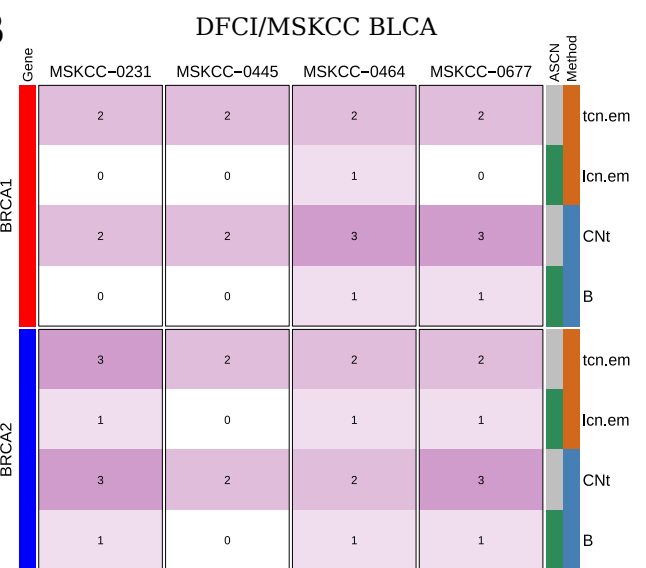 B
DFCI/MSKCC BLCA
Gene MSKCC−0231 MSKCC−0445 MSKCC−0464 MSKCC−0677 ASCN Method
BRCA1
2 2 2 2 tcn.em
0 0 1 0 lcn.em
2 2 3 3 CNt
0 0 1 1 B
BRCA2
3 2 2 2 tcn.em
1 0 1 1 lcn.em
3 2 2 3 CNt
1 0 1 1 B